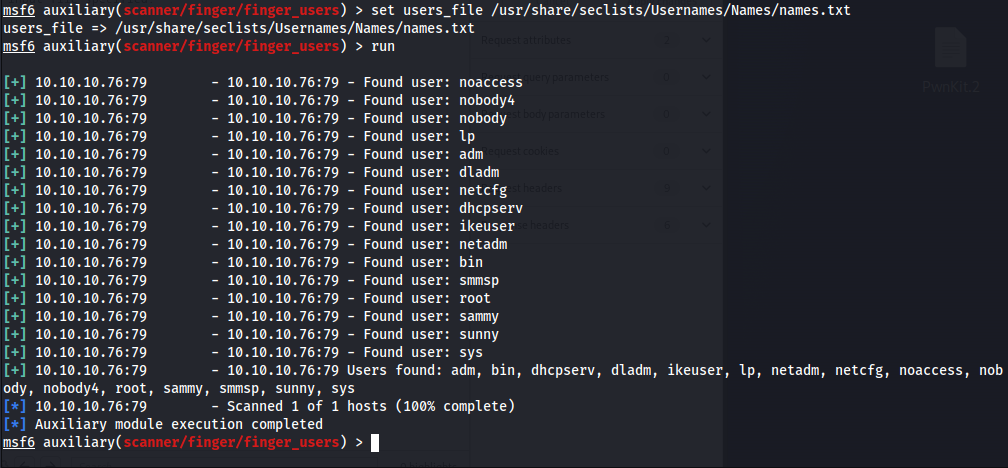 msf6 auxiliary(scanner/finger/finger_users) > set users_file /usr/share/seclists/Usernames/Names/names.txt
users_file => /usr/share/seclists/Usernames/Names/names.txt
msf6 auxiliary(scanner/finger/finger_users) > run
[+] 10.10.10.76:79 - 10.10.10.76:79 - Found user: noaccess
[+] 10.10.10.76:79 - 10.10.10.76:79 - Found user: nobody4
[+] 10.10.10.76:79 - 10.10.10.76:79 - Found user: nobody
[+] 10.10.10.76:79 - 10.10.10.76:79 - Found user: lp
[+] 10.10.10.76:79 - 10.10.10.76:79 - Found user: adm
[+] 10.10.10.76:79 - 10.10.10.76:79 - Found user: dladm
[+] 10.10.10.76:79 - 10.10.10.76:79 - Found user: netcfg
[+] 10.10.10.76:79 - 10.10.10.76:79 - Found user: dhcpserv
[+] 10.10.10.76:79 - 10.10.10.76:79 - Found user: ikeuser
[+] 10.10.10.76:79 - 10.10.10.76:79 - Found user: netadm
[+] 10.10.10.76:79 - 10.10.10.76:79 - Found user: bin
[+] 10.10.10.76:79 - 10.10.10.76:79 - Found user: smmsp
[+] 10.10.10.76:79 - 10.10.10.76:79 - Found user: root
[+] 10.10.10.76:79 - 10.10.10.76:79 - Found user: sammy
[+] 10.10.10.76:79 - 10.10.10.76:79 - Found user: sunny
[+] 10.10.10.76:79 - 10.10.10.76:79 - Found user: sys
[+] 10.10.10.76:79 - 10.10.10.76:79 Users found: adm, bin, dhcpserv, dladm, ikeuser, lp, netadm, netcfg, noaccess, nob
ody, nobody4, root, sammy, smmsp, sunny, sys
[*] 10.10.10.76:79 - Scanned 1 of 1 hosts (100% complete)
[*] Auxiliary module execution completed
msf6 auxiliary(scanner/finger/finger_users) >
Request attributes
PwnKit.2